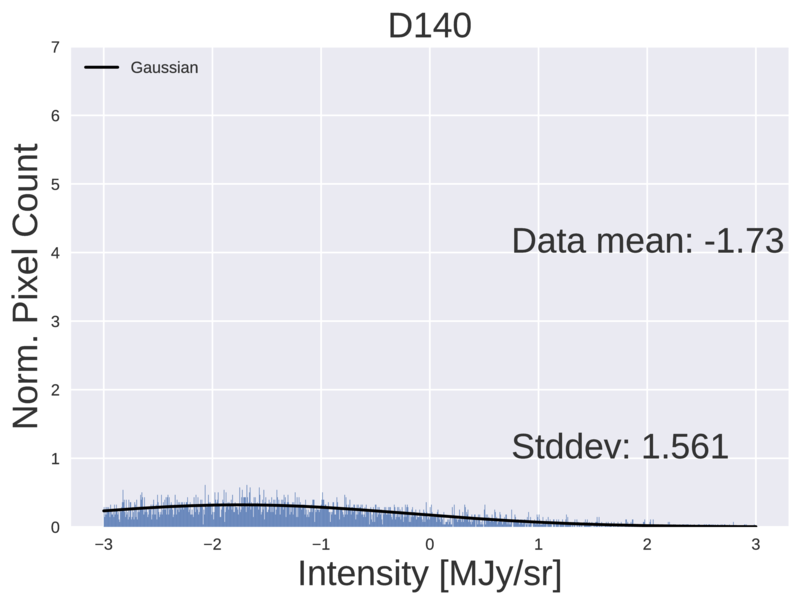 D140
7
Gaussian
6
5
Data mean: -1.73
4
3
2
Stddev: 1.561
1
0
Norm. Pixel Count
−3 −2 −1 0 1 2 3
Intensity [MJy/sr]